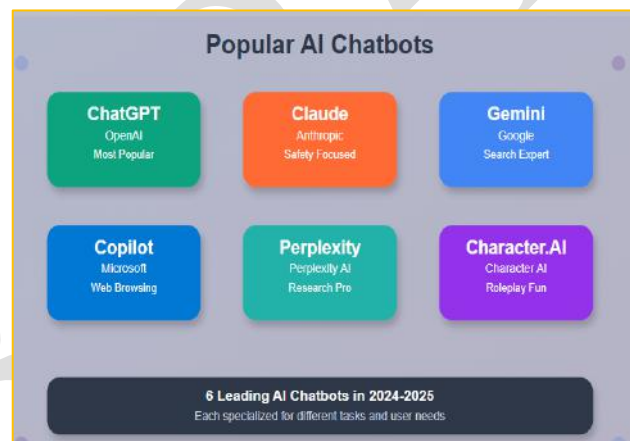 Popular AI Chatbots
ChatGPT
OpenAI
Most Popular
Claude
Anthropic
Safety Focused
Gemini
Google
Search Expert
Copilot
Microsoft
Web Browsing
Perplexity
Perplexity AI
Research Pro
Character.AI
Character AI
Roleplay Fun
6 Leading AI Chatbots in 2024-2025
Each specialized for different tasks and user needs